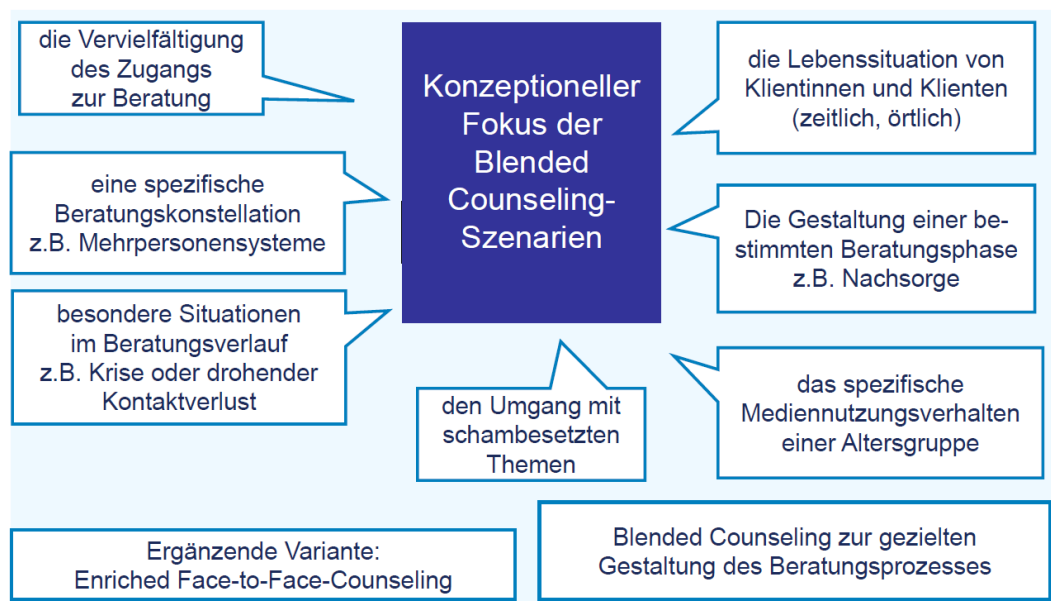 die Vervielfältigung
des Zugangs
zur Beratung
eine spezifische
Beratungskonstellation
z.B. Mehrpersonensysteme
besondere Situationen
im Beratungsverlauf
z.B. Krise oder drohender
Kontaktverlust
Konzeptioneller
Fokus der
Blended
Counseling-
Szenarien
den Umgang mit
schambesetzten
Themen
die Lebenssituation von
Klientinnen und Klienten
(zeitlich, örtlich)
Die Gestaltung einer be-
stimmten Beratungsphase
z.B. Nachsorge
das spezifische
Mediennutzungsverhalten
einer Altersgruppe
Ergänzende Variante:
Enriched Face-to-Face-Counseling
Blended Counseling zur gezielten
Gestaltung des Beratungsprozesses